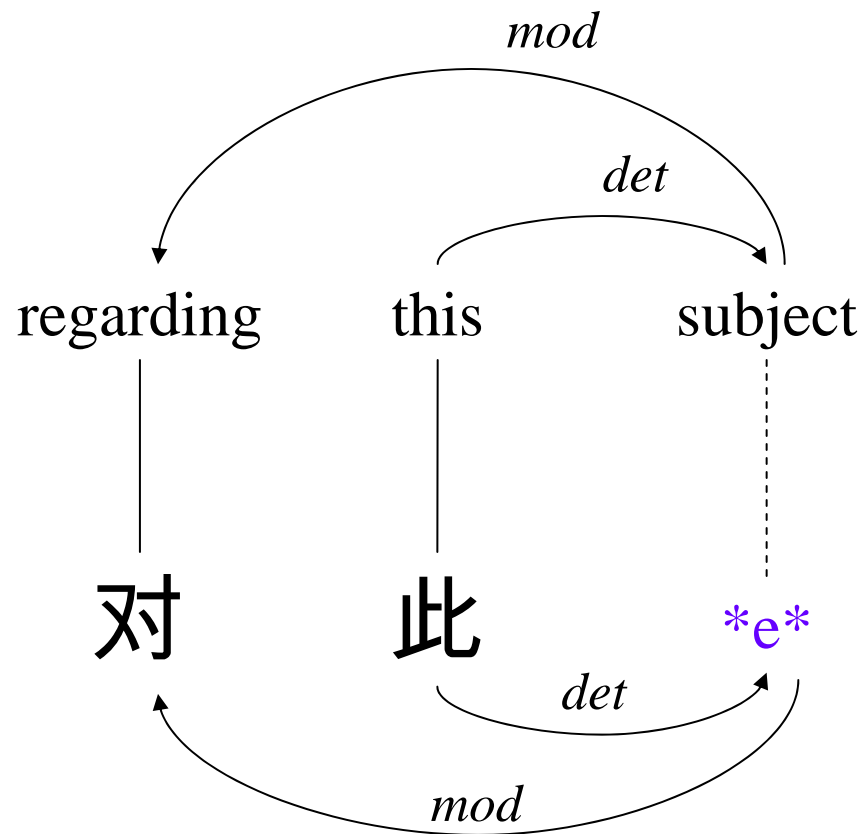 mod
det
regarding this subject
对 此 *e*
det
mod